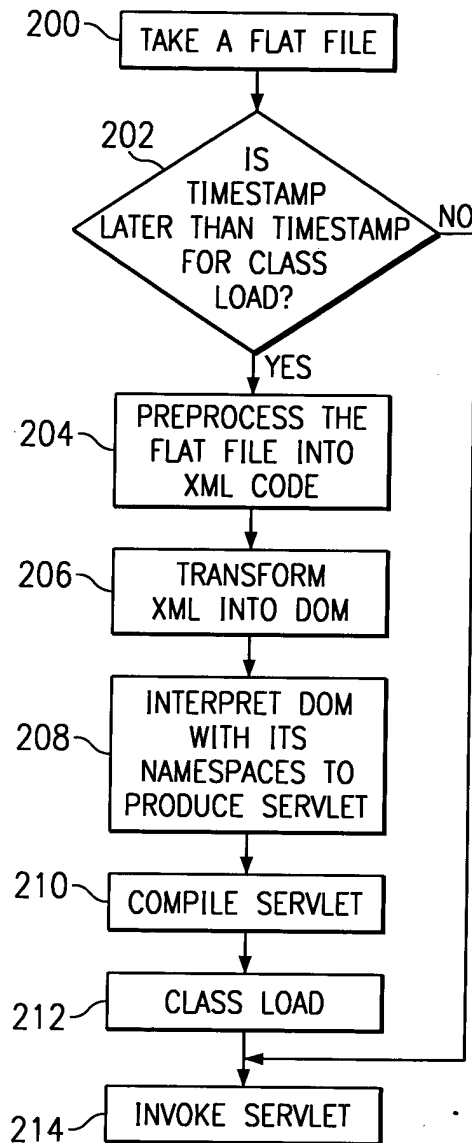 200
TAKE A FLAT FILE
202
IS
TIMESTAMP
LATER THAN TIMESTAMP
FOR CLASS
LOAD?
NO
YES
204
PREPROCESS THE
FLAT FILE INTO
XML CODE
206
TRANSFORM
XML INTO DOM
208
INTERPRET DOM
WITH ITS
NAMESPACES TO
PRODUCE SERVLET
210
COMPILE SERVLET
212
CLASS LOAD
214
INVOKE SERVLET